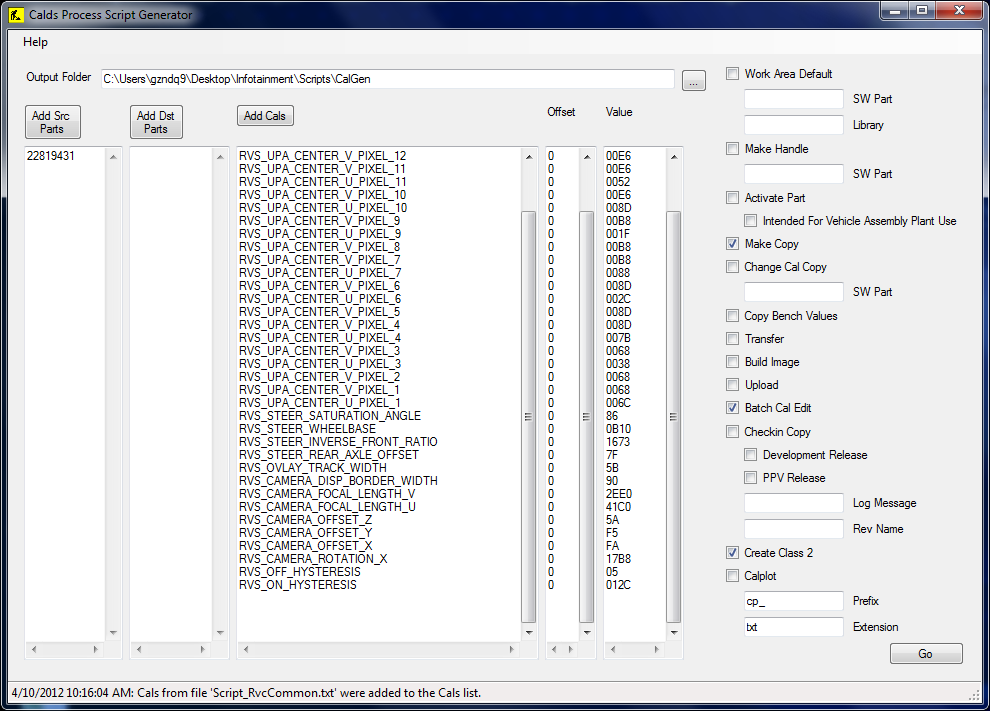 Calds Process Script Generator
Help
Output Folder C:\Users\gzndq9\Desktop\Infotainment\Scripts\CalGen ...
Add Src Parts
Add Dst Parts
Add Cals
Offset
Value
22819431
RVS_UPA_CENTER_V_PIXEL_12 0 00E6
RVS_UPA_CENTER_V_PIXEL_11 0 00E6
RVS_UPA_CENTER_U_PIXEL_11 0 0052
RVS_UPA_CENTER_V_PIXEL_10 0 00E6
RVS_UPA_CENTER_U_PIXEL_10 0 008D
RVS_UPA_CENTER_V_PIXEL_9 0 00B8
RVS_UPA_CENTER_U_PIXEL_9 0 001F
RVS_UPA_CENTER_V_PIXEL_8 0 00B8
RVS_UPA_CENTER_V_PIXEL_7 0 00B8
RVS_UPA_CENTER_U_PIXEL_7 0 0088
RVS_UPA_CENTER_V_PIXEL_6 0 008D
RVS_UPA_CENTER_U_PIXEL_6 0 002C
RVS_UPA_CENTER_V_PIXEL_5 0 008D
RVS_UPA_CENTER_V_PIXEL_4 0 008D
RVS_UPA_CENTER_U_PIXEL_4 0 007B
RVS_UPA_CENTER_V_PIXEL_3 0 0068
RVS_UPA_CENTER_U_PIXEL_3 0 0038
RVS_UPA_CENTER_V_PIXEL_2 0 0068
RVS_UPA_CENTER_V_PIXEL_1 0 0068
RVS_UPA_CENTER_U_PIXEL_1 0 006C
RVS_STEER_SATURATION_ANGLE 0 86
RVS_STEER_WHEELBASE 0 0B10
RVS_STEER_INVERSE_FRONT_RATIO 0 1673
RVS_STEER_REAR_AXLE_OFFSET 0 7F
RVS_OVLAY_TRACK_WIDTH 0 5B
RVS_CAMERA_DISP_BORDER_WIDTH 0 90
RVS_CAMERA_FOCAL_LENGTH_V 0 2EE0
RVS_CAMERA_FOCAL_LENGTH_U 0 41C0
RVS_CAMERA_OFFSET_Z 0 5A
RVS_CAMERA_OFFSET_Y 0 F5
RVS_CAMERA_OFFSET_X 0 FA
RVS_CAMERA_ROTATION_X 0 17B8
RVS_OFF_HYSTERESIS 0 05
RVS_ON_HYSTERESIS 0 012C
Work Area Default
SW Part
Library
Make Handle
SW Part
Activate Part
Intended For Vehicle Assembly Plant Use
Make Copy
Change Cal Copy
SW Part
Copy Bench Values
Transfer
Build Image
Upload
Batch Cal Edit
Checkin Copy
Development Release
PPV Release
Log Message
Rev Name
Create Class 2
Calplot
cp_ Prefix
txt Extension
Go
4/10/2012 10:16:04 AM: Cals from file 'Script_RvcCommon.txt' were added to the Cals list.